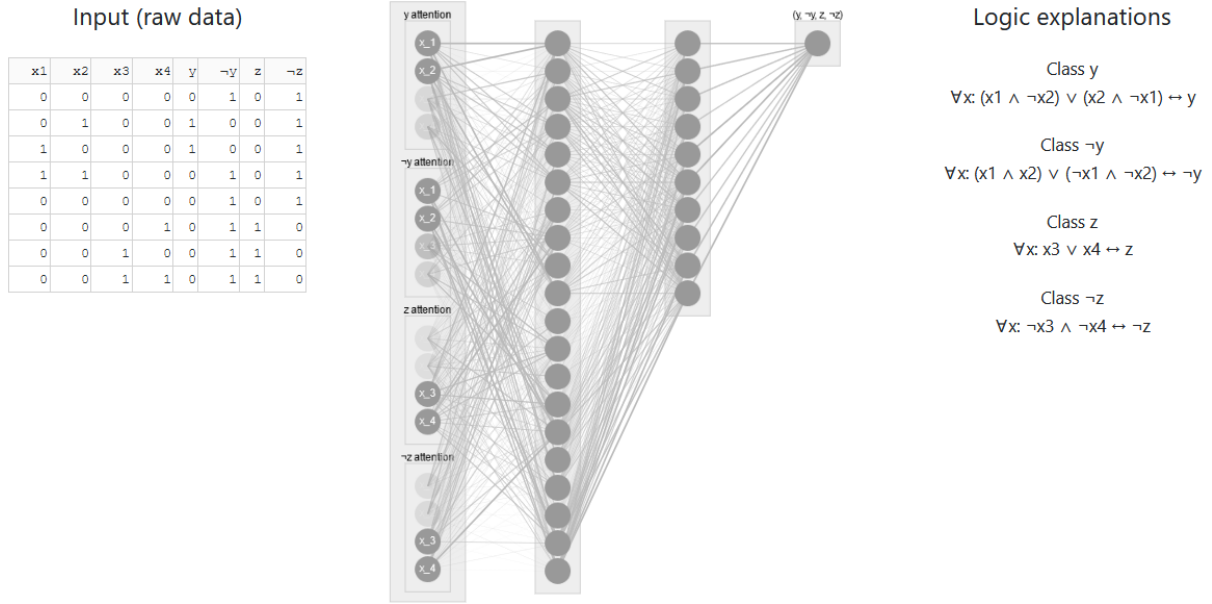 Input (raw data)
x1 x2 x3 x4 y ¬y z ¬z
0 0 0 0 0 1 0 1
0 1 0 0 1 0 0 1
1 0 0 0 1 0 0 1
1 1 0 0 0 1 0 1
0 0 0 0 0 1 0 1
0 0 0 1 0 1 1 0
0 0 1 0 0 1 1 0
0 0 1 1 0 1 1 0
y attention
x_1
x_2
¬y attention
x_1
x_2
z attention
x_3
x_4
¬z attention
x_3
x_4
(y, ¬y, z, ¬z)
Logic explanations
Class y
∀x: (x1 ∧ ¬x2) ∨ (x2 ∧ ¬x1) ↔ y
Class ¬y
∀x: (x1 ∧ x2) ∨ (¬x1 ∧ ¬x2) ↔ ¬y
Class z
∀x: x3 ∨ x4 ↔ z
Class ¬z
∀x: ¬x3 ∧ ¬x4 ↔ ¬z